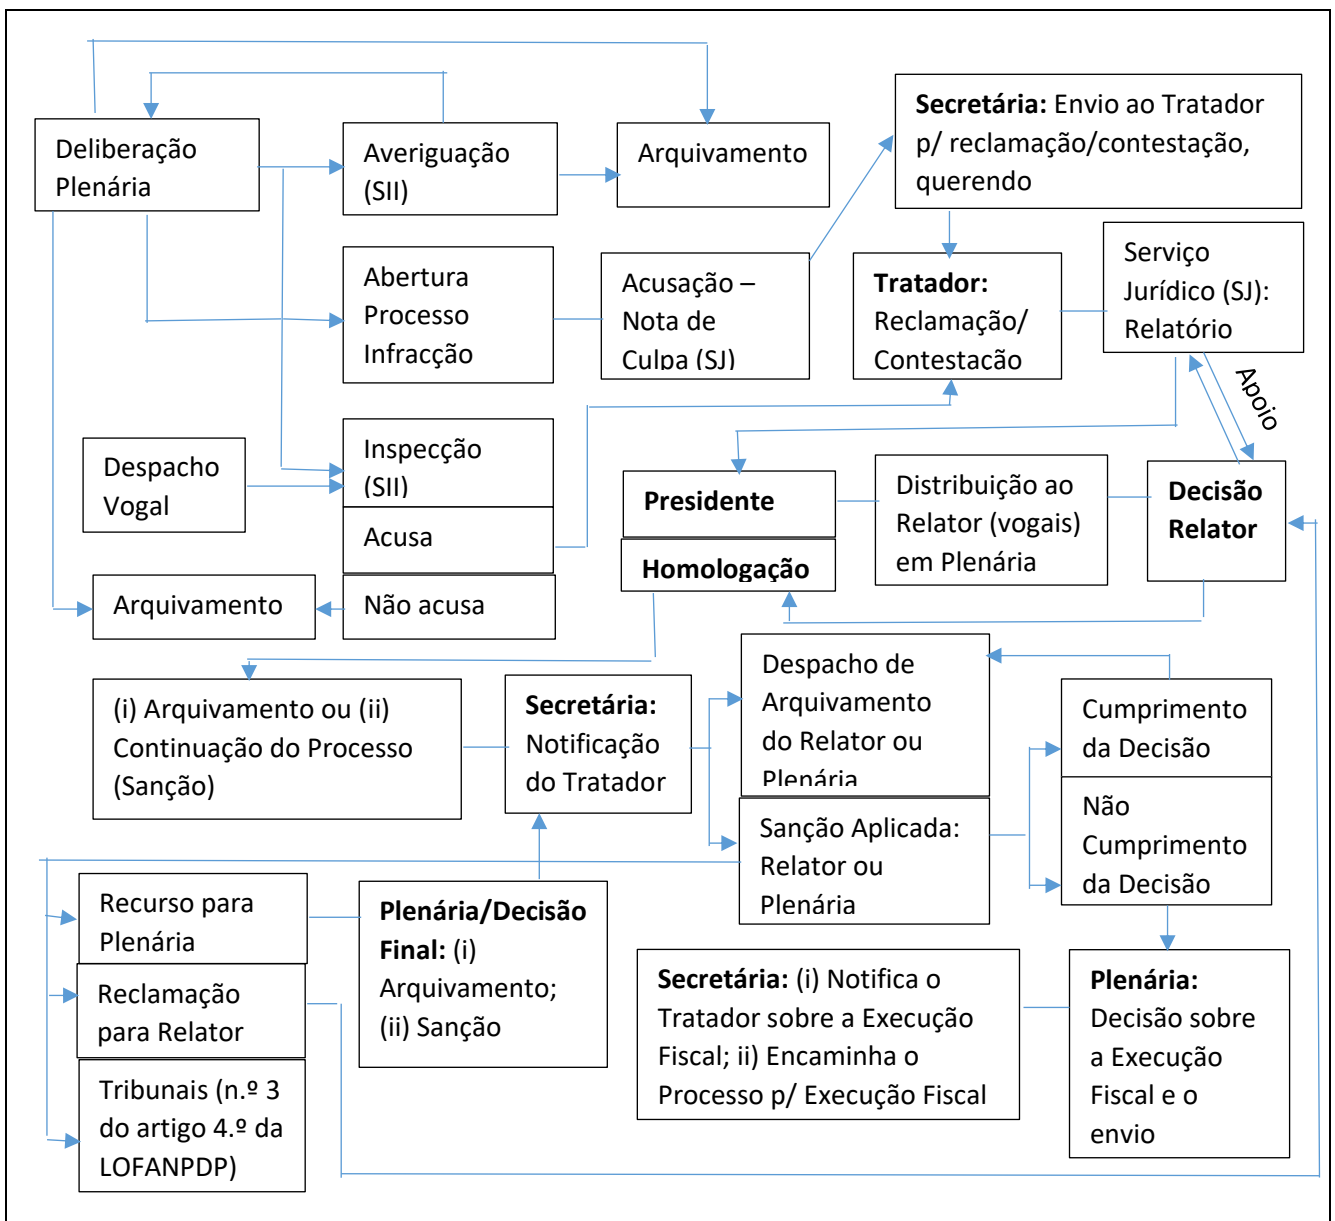 Deliberação
Plenária
Averiguação
(SII)
Arquivamento
Secretária: Envio ao Tratador
p/ reclamação/contestação,
querendo
Abertura
Processo
Infracção
Acusação –
Nota de
Culpa (SJ)
Tratador:
Reclamação/
Contestação
Serviço
Jurídico (SJ):
Relatório
Apoio
Despacho
Vogal
Inspecção
(SII)
Acusa
Não acusa
Arquivamento
Presidente
Homologação
Distribuição ao
Relator (vogais)
em Plenária
Decisão
Relator
(i) Arquivamento ou (ii)
Continuação do Processo
(Sanção)
Secretária:
Notificação
do Tratador
Despacho de
Arquivamento
do Relator ou
Plenária
Sanção Aplicada:
Relator ou
Plenária
Cumprimento
da Decisão
Não
Cumprimento
da Decisão
Recurso para
Plenária
Reclamação
para Relator
Tribunais (n.º 3
do artigo 4.º da
LOFANPDP)
Plenária/Decisão
Final: (i)
Arquivamento;
(ii) Sanção
Secretária: (i) Notifica o
Tratador sobre a Execução
Fiscal; ii) Encaminha o
Processo p/ Execução Fiscal
Plenária:
Decisão sobre
a Execução
Fiscal e o
envio